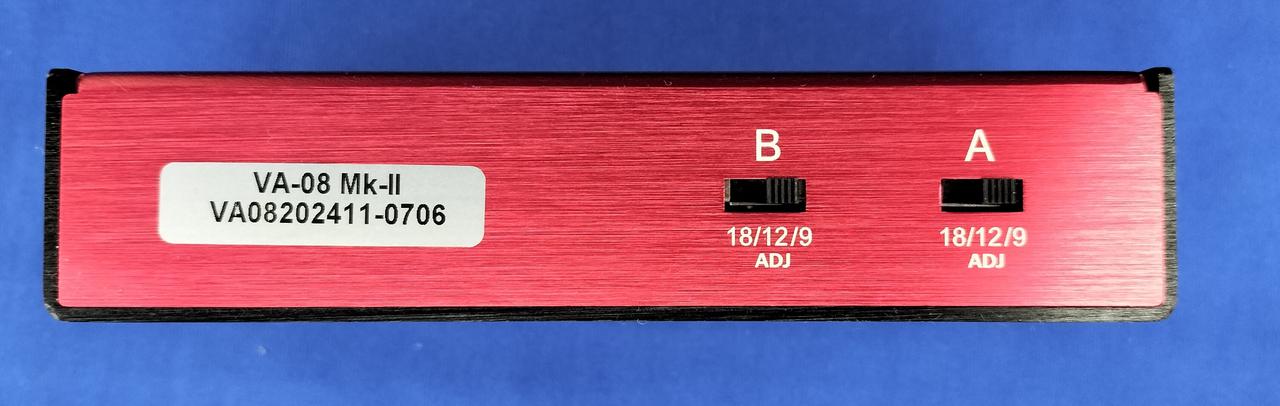 VA-08 Mk-II
VA08202411-0706
B
18/12/9
ADJ
A
18/12/9
ADJ